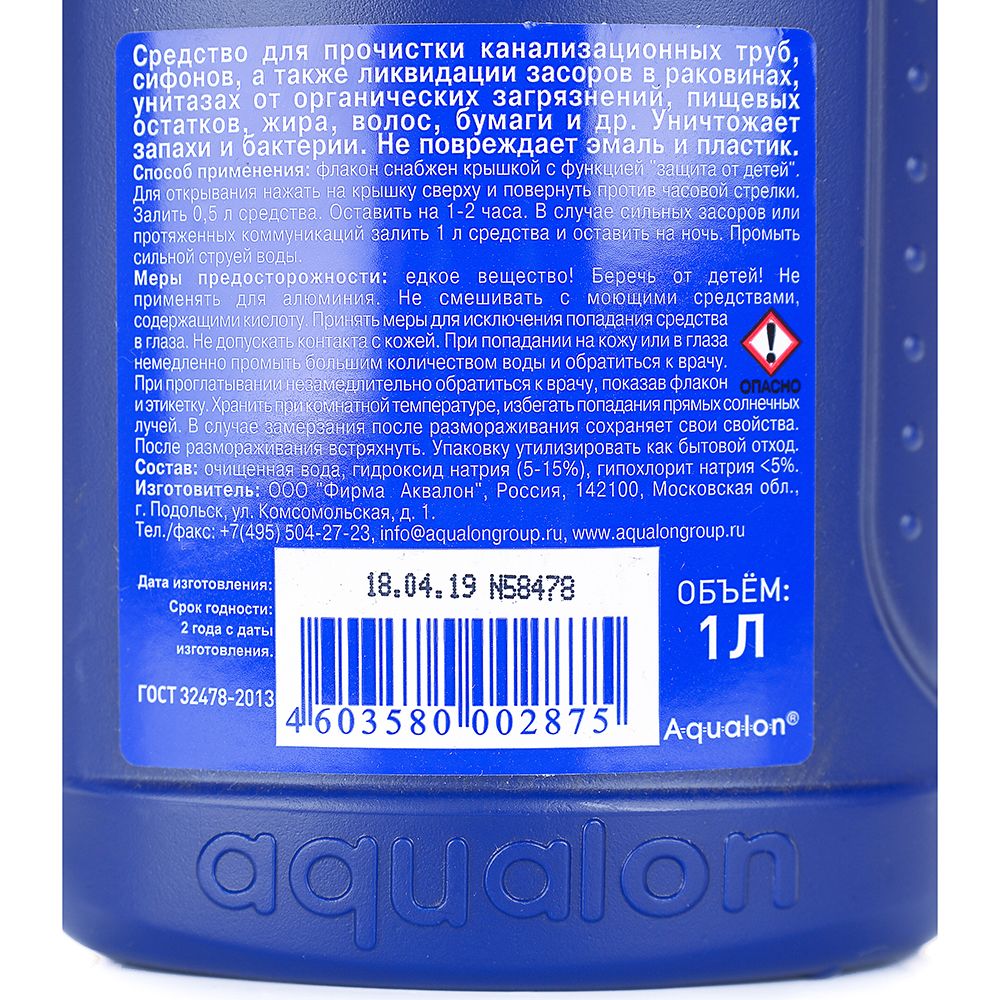 Средство для прочистки канализационных труб,
сифонов, а также ликвидации засоров в раковинах,
унитазах от органических загрязнений, пищевых
остатков, жира, волос, бумаги и др. Уничтожает
запахи и бактерии. Не повреждает эмаль и пластик.
Способ применения: флакон снабжен крышкой с функцией "защита от детей".
Для открывания нажать на крышку сверху и повернуть против часовой стрелки.
Залить 0,5 л средства. Оставить на 1-2 часа. В случае сильных засоров или
протяженных коммуникаций залить 1 л средства и оставить на ночь. Промыть
сильной струей воды.
Меры предосторожности: едкое вещество! Беречь от детей! Не
применять для алюминия. Не смешивать с моющими средствами,
содержащими кислоту. Принять меры для исключения попадания средства
в глаза. Не допускать контакта с кожей. При попадании на кожу или в глаза
немедленно промыть большим количеством воды и обратиться к врачу.
При проглатывании незамедлительно обратиться к врачу, показав флакон
и этикетку. Хранить при комнатной температуре, избегать попадания прямых солнечных
лучей. В случае замерзания после размораживания сохраняет свои свойства.
После размораживания встряхнуть. Упаковку утилизировать как бытовой отход.
Состав: очищенная вода, гидроксид натрия (5-15%), гипохлорит натрия <5%.
Изготовитель: ООО "Фирма Аквалон", Россия, 142100, Московская обл.,
г. Подольск, ул. Комсомольская, д. 1.
Тел./факс: +7(495) 504-27-23, info@aqualongroup.ru, www.aqualongroup.ru
ОПАСНО
Дата изготовления:
18.04.19 N58478
Срок годности:
2 года с даты
изготовления.
ГОСТ 32478-2013
4 603580 002875
ОБЪЁМ:
1 Л
Aqualon®
aqualon